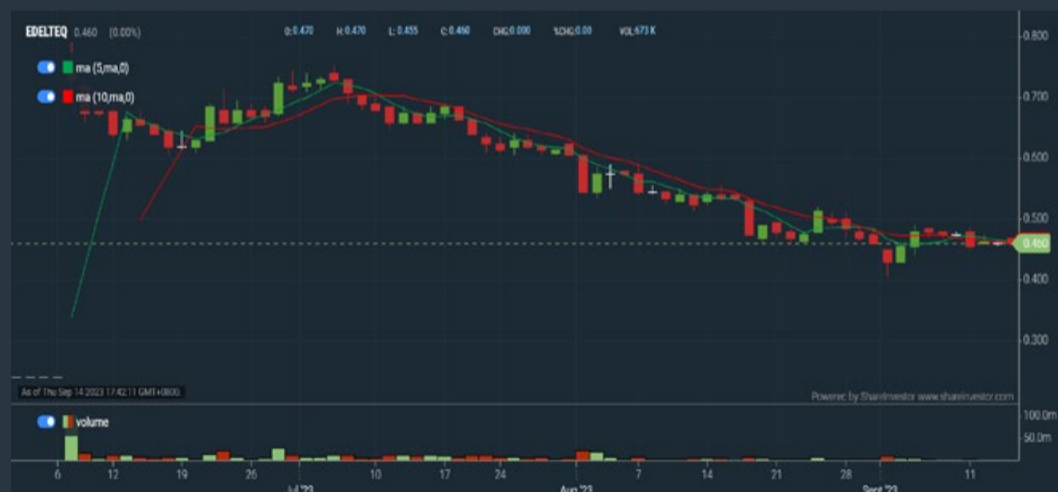 EDELTEQ 0.460 (0.00%) O: 0.470 H: 0.470 L: 0.455 C: 0.460 CHG:0.000 %CHG:0.00 VOL:673 K
ma (5,ma,0)
ma (10,ma,0)
0.800
0.700
0.600
0.500
0.460
0.400
0.300
As of Thu Sep 14 2023 17:42:11 GMT+0800
Powered by ShareInvestor www.shareinvestor.com
volume
100.0m
50.0m
6 12 19 26 10 17 24 7 14 21 28 11
Jul '23 Aug '23 Sept '23